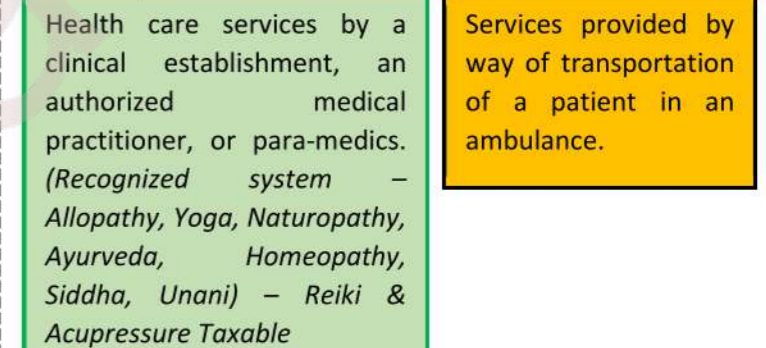 Health care services by a
clinical establishment, an
authorized medical
practitioner, or para-medics.
(Recognized system –
Allopathy, Yoga, Naturopathy,
Ayurveda, Homeopathy,
Siddha, Unani) – Reiki &
Acupressure Taxable
Services provided by
way of transportation
of a patient in an
ambulance.